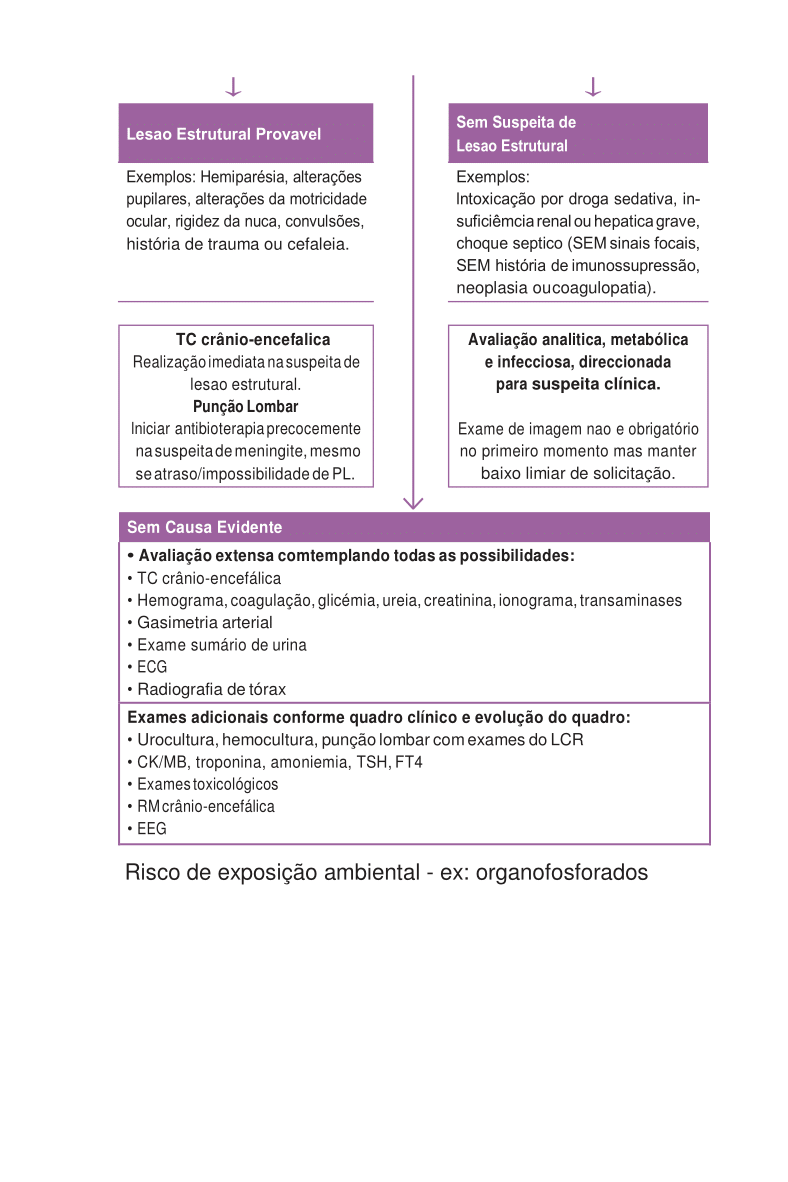 Lesao Estrutural Provavel
Exemplos: Hemiparésia, alterações
pupilares, alterações da motricidade
ocular, rigidez da nuca, convulsões,
história de trauma ou cefaleia.
TC crânio-encefalica
Realização imediata na suspeita de
lesao estrutural.
Punção Lombar
Iniciar antibioterapia precocemente
na suspeita de meningite, mesmo
se atraso/impossibilidade de PL.
Sem Suspeita de
Lesao Estrutural
Exemplos:
Intoxicação por droga sedativa, in-
suficiêmcia renal ou hepatica grave,
choque septico (SEM sinais focais,
SEM história de imunossupressão,
neoplasia ou coagulopatia).
Avaliação analitica, metabólica
e infecciosa, direccionada
para suspeita clínica.
Exame de imagem nao e obrigatório
no primeiro momento mas manter
baixo limiar de solicitação.
Sem Causa Evidente
• Avaliação extensa comtemplando todas as possibilidades:
• TC crânio-encefálica
• Hemograma, coagulação, glicémia, ureia, creatinina, ionograma, transaminases
• Gasimetria arterial
• Exame sumário de urina
• ECG
• Radiografia de tórax
Exames adicionais conforme quadro clínico e evolução do quadro:
• Urocultura, hemocultura, punção lombar com exames do LCR
• CK/MB, troponina, amoniemia, TSH, FT4
• Exames toxicológicos
• RM crânio-encefálica
• EEG
Risco de exposição ambiental - ex: organofosforados